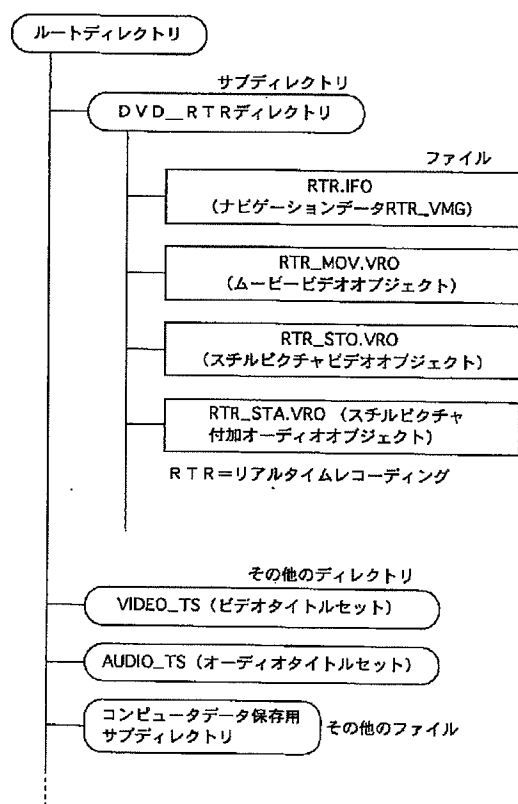 ルートディレクトリ
サブディレクトリ
DVD__RTRディレクトリ
ファイル
RTR.IFO
(ナビゲーションデータRTR_VMG)
RTR_MOV.VRO
(ムービービデオオブジェクト)
RTR_STO.VRO
(スチルピクチャビデオオブジェクト)
RTR_STA.VRO (スチルピクチャ
付加オーディオオブジェクト)
RTR=リアルタイムレコーディング
その他のディレクトリ
VIDEO_TS (ビデオタイトルセット)
AUDIO_TS (オーディオタイトルセット)
コンピュータデータ保存用
サブディレクトリ
その他のファイル